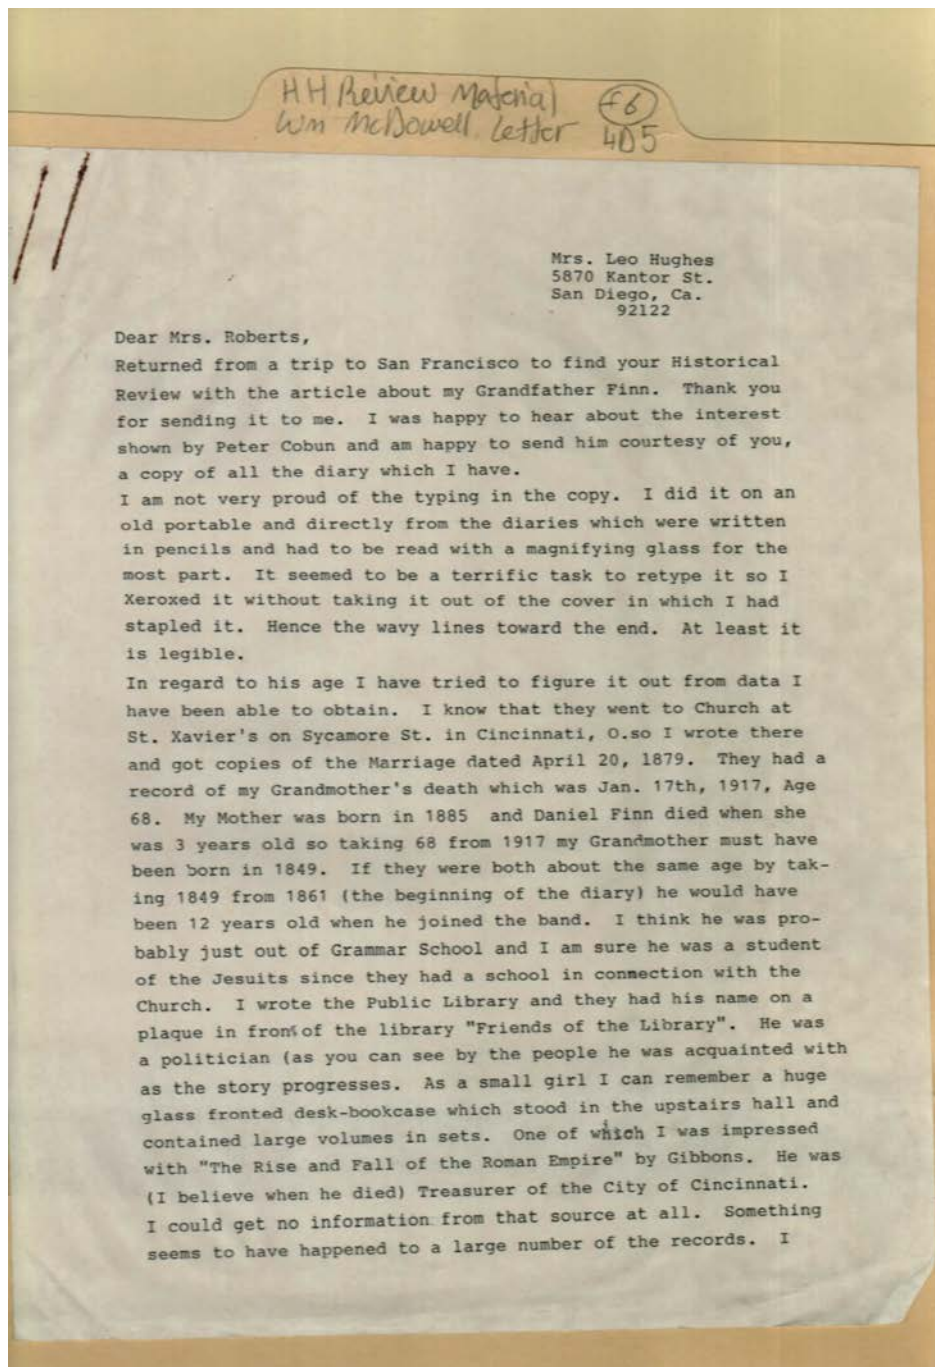 HH Review Material f6
Wm McDowell Letter 4D5
Mrs. Leo Hughes
5870 Kantor St.
San Diego, Ca.
92122
Dear Mrs. Roberts,
Returned from a trip to San Francisco to find your Historical
Review with the article about my Grandfather Finn. Thank you
for sending it to me. I was happy to hear about the interest
shown by Peter Cobun and am happy to send him courtesy of you,
a copy of all the diary which I have.
I am not very proud of the typing in the copy. I did it on an
old portable and directly from the diaries which were written
in pencils and had to be read with a magnifying glass for the
most part. It seemed to be a terrific task to retype it so I
Xeroxed it without taking it out of the cover in which I had
stapled it. Hence the wavy lines toward the end. At least it
is legible.
In regard to his age I have tried to figure it out from data I
have been able to obtain. I know that they went to Church at
St. Xavier's on Sycamore St. in Cincinnati, O.so I wrote there
and got copies of the Marriage dated April 20, 1879. They had a
record of my Grandmother's death which was Jan. 17th, 1917, Age
68. My Mother was born in 1885 and Daniel Finn died when she
was 3 years old so taking 68 from 1917 my Grandmother must have
been born in 1849. If they were both about the same age by tak-
ing 1849 from 1861 (the beginning of the diary) he would have
been 12 years old when he joined the band. I think he was pro-
bably just out of Grammar School and I am sure he was a student
of the Jesuits since they had a school in conmection with the
Church. I wrote the Public Library and they had his name on a
plaque in front of the library "Friends of the Library". He was
a politician (as you can see by the people he was acquainted with
as the story progresses. As a small girl I can remember a huge
glass fronted desk-bookcase which stood in the upstairs hall and
contained large volumes in sets. One of which I was impressed
with "The Rise and Fall of the Roman Empire" by Gibbons. He was
(I believe when he died) Treasurer of the City of Cincinnati.
I could get no information from that source at all. Something
seems to have happened to a large number of the records. I